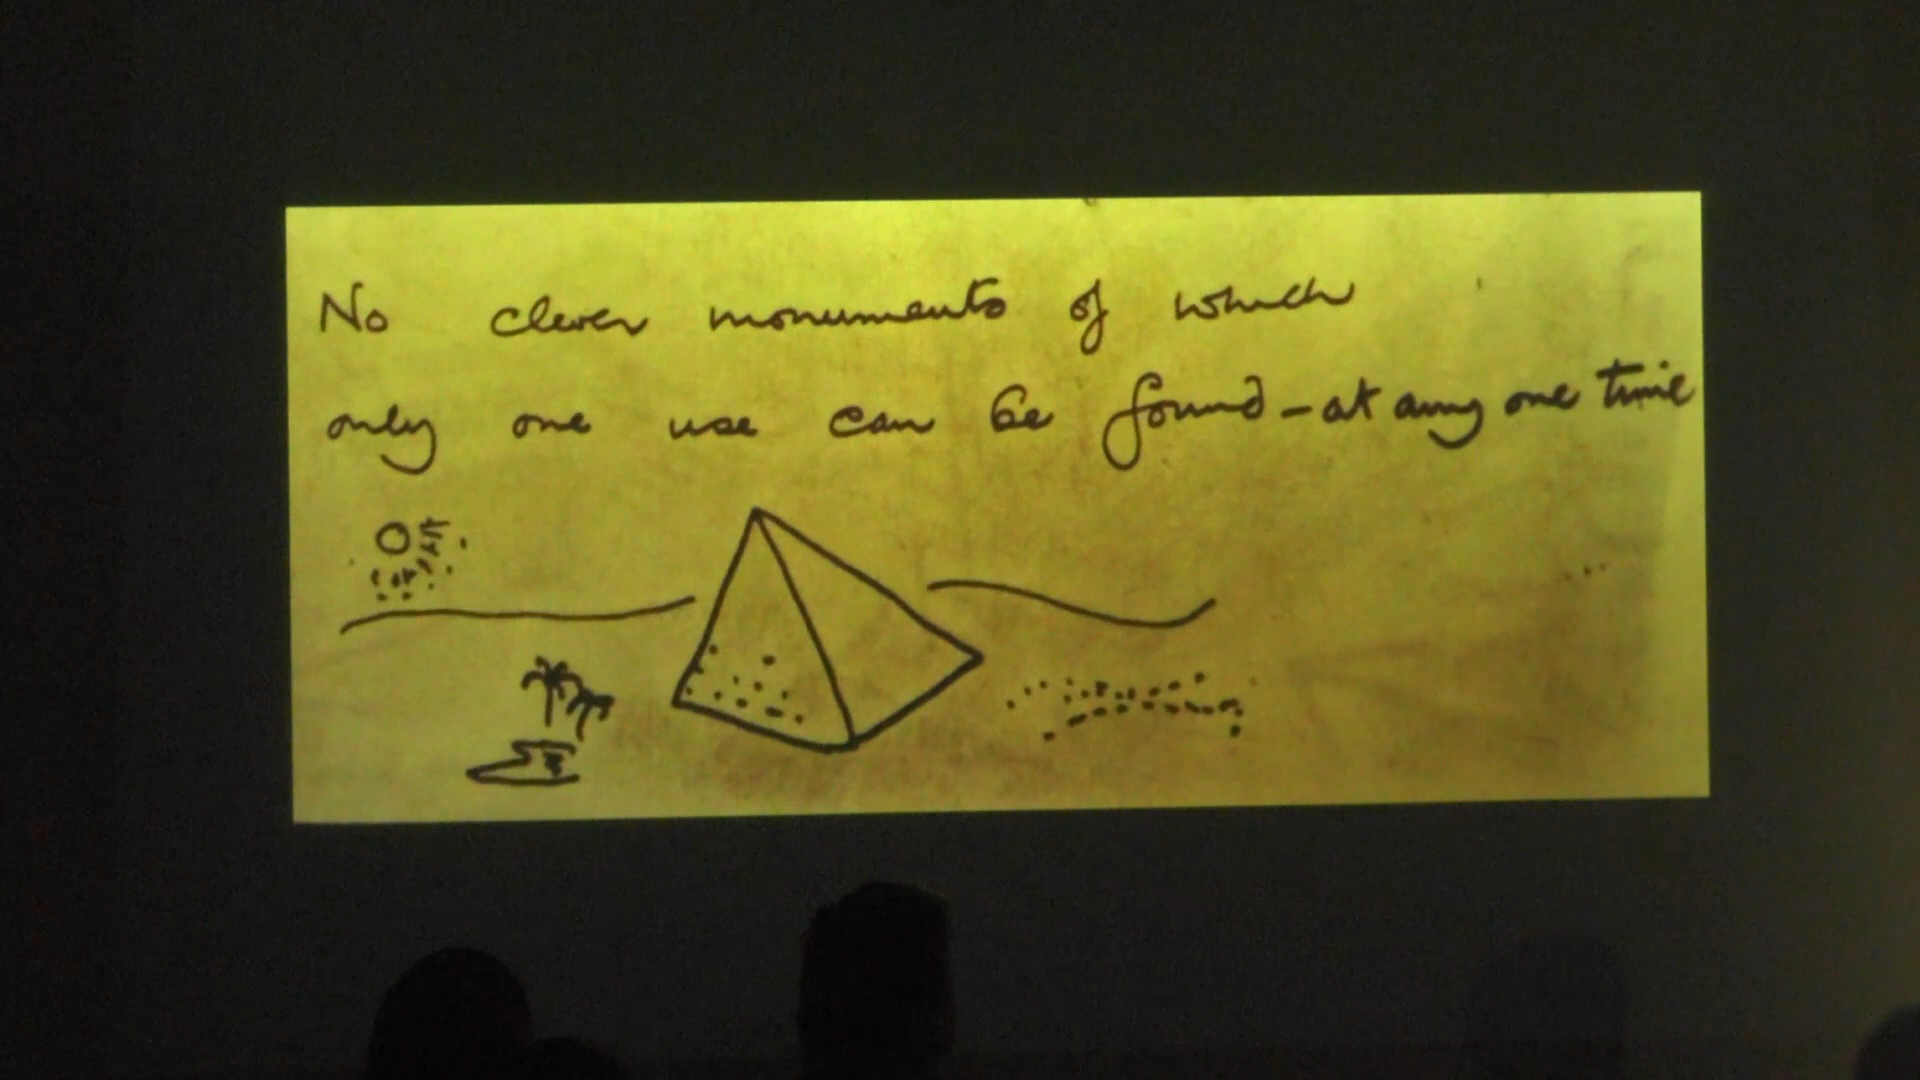 No clever monuments of which
only one use can be found - at any one time